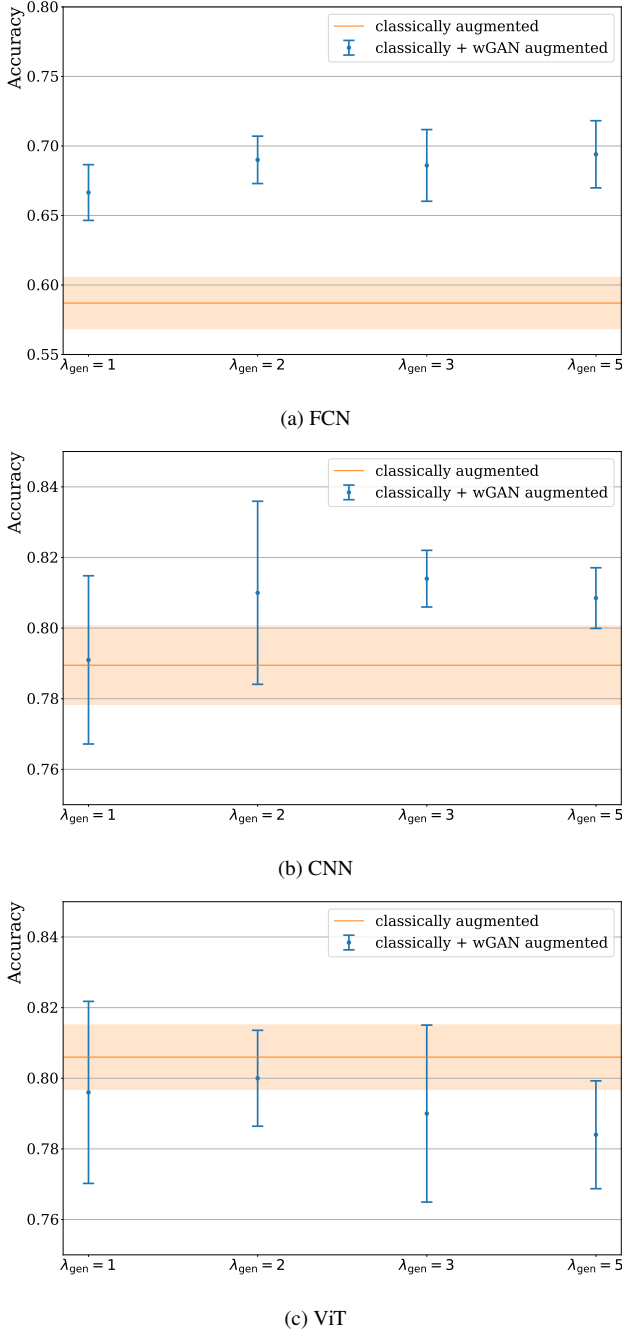 0.80
Accuracy
classically augmented
classically + wGAN augmented
0.75
0.70
0.65
0.60
0.55
λgen = 1 λgen = 2 λgen = 3 λgen = 5
(a) FCN
Accuracy
classically augmented
0.84
classically + wGAN augmented
0.82
0.80
0.78
0.76
λgen = 1 λgen = 2 λgen = 3 λgen = 5
(b) CNN
Accuracy
classically augmented
0.84
classically + wGAN augmented
0.82
0.80
0.78
0.76
λgen = 1 λgen = 2 λgen = 3 λgen = 5
(c) ViT